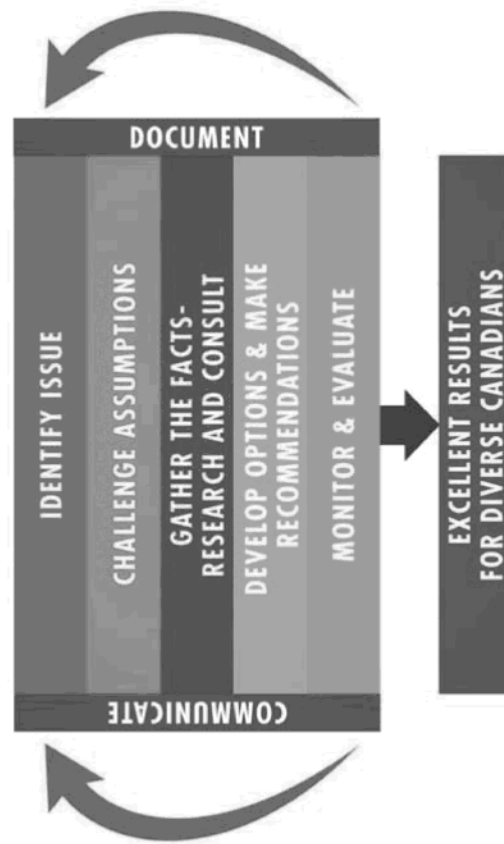 COMMUNICATE
IDENTIFY ISSUE
CHALLENGE ASSUMPTIONS
GATHER THE FACTS-
RESEARCH AND CONSULT
DEVELOP OPTIONS & MAKE
RECOMMENDATIONS
MONITOR & EVALUATE
DOCUMENT
EXCELLENT RESULTS
FOR DIVERSE CANADIANS